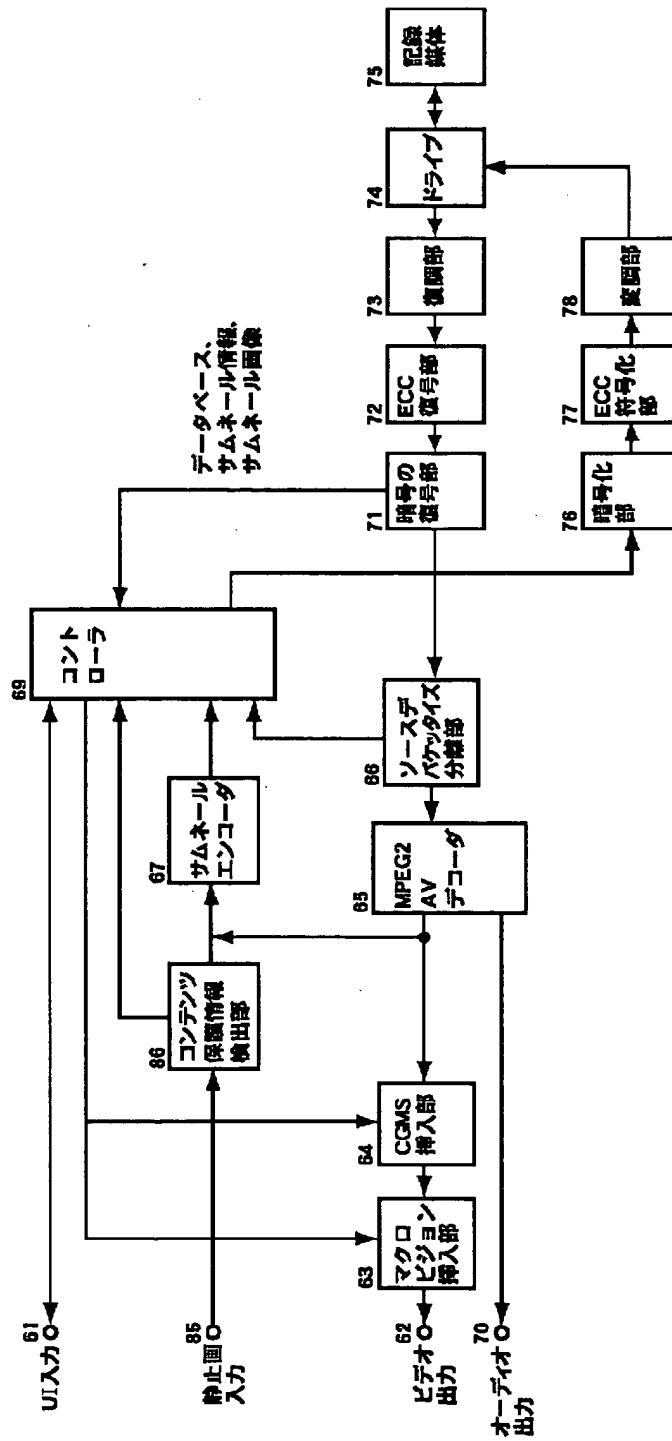 UI入力
61
静止画
入力
85
ビデオ
出力
62
オーディオ
出力
70
マクロ
ビジョン
挿入部
63
CGMS
挿入部
64
コンテンツ
保護情報
検出部
86
サムネール
エンコーダ
67
MPEG2
AV
デコーダ
65
ソースデ
パケッタイズ
分離部
66
コント
ローラ
69
データベース、
サムネール情報、
サムネール画像
暗号の
復号部
71
ECC
復号部
72
復調部
73
ドライブ
74
記録
媒体
75
暗号化
部
76
ECC
符号化
部
77
変調部
78